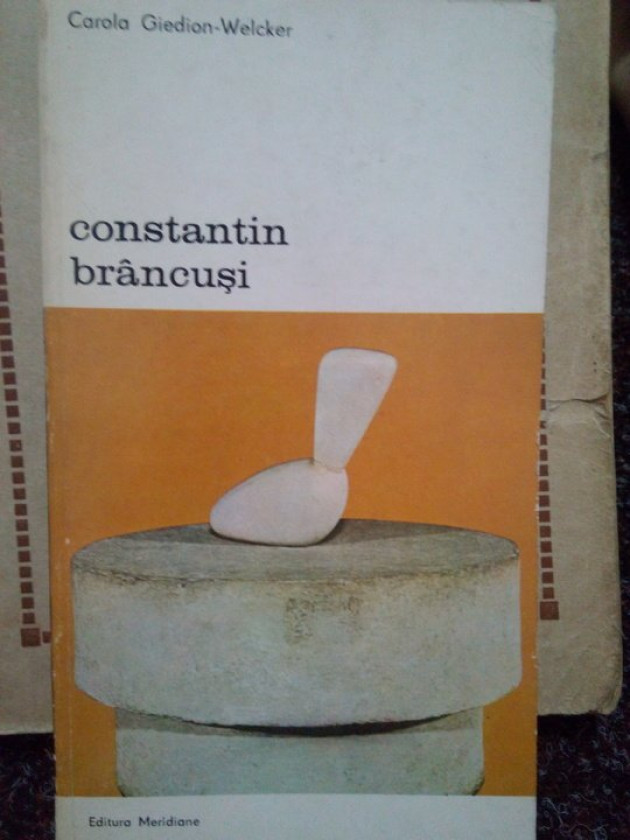 Carola Giedion-Welcker
constantin
brâncuşi
Editura Meridiane